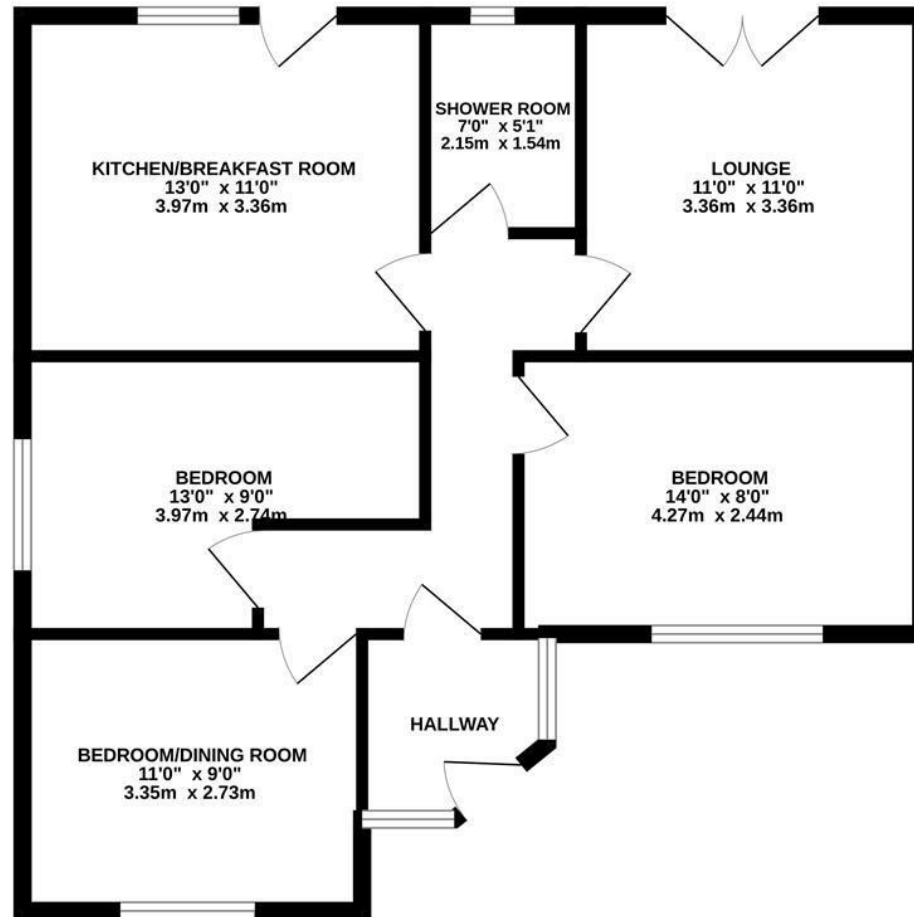 KITCHEN/BREAKFAST ROOM
13'0" x 11'0"
3.97m x 3.36m
SHOWER ROOM
7'0" x 5'1"
2.15m x 1.54m
LOUNGE
11'0" x 11'0"
3.36m x 3.36m
BEDROOM
13'0" x 9'0"
3.97m x 2.74m
BEDROOM
14'0" x 8'0"
4.27m x 2.44m
BEDROOM/DINING ROOM
11'0" x 9'0"
3.35m x 2.73m
HALLWAY